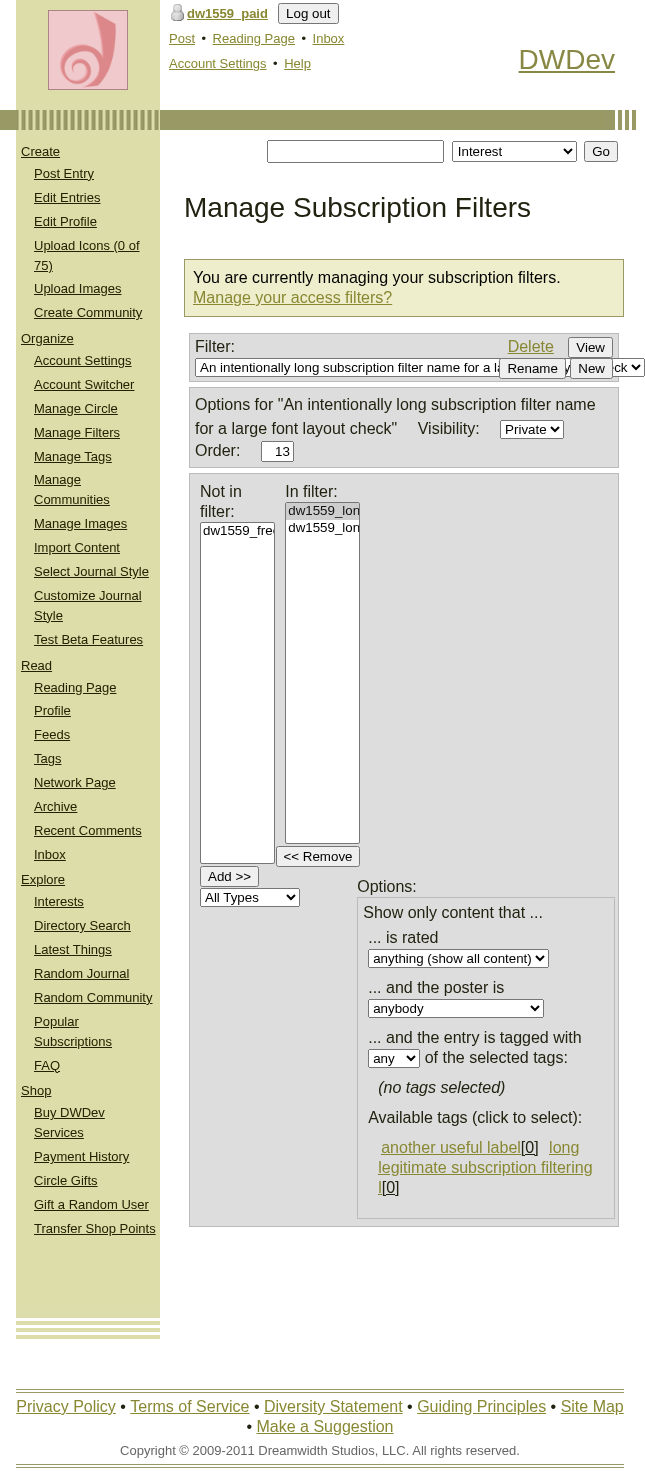 dw1559_paid Log out
Post • Reading Page • Inbox
Account Settings • Help
DWDev
Interest Go
Create
Post Entry
Edit Entries
Edit Profile
Upload Icons (0 of
75)
Upload Images
Create Community
Organize
Account Settings
Account Switcher
Manage Circle
Manage Filters
Manage Tags
Manage
Communities
Manage Images
Import Content
Select Journal Style
Customize Journal
Style
Test Beta Features
Read
Reading Page
Profile
Feeds
Tags
Network Page
Archive
Recent Comments
Inbox
Explore
Interests
Directory Search
Latest Things
Random Journal
Random Community
Popular
Subscriptions
FAQ
Shop
Buy DWDev
Services
Payment History
Circle Gifts
Gift a Random User
Transfer Shop Points
Manage Subscription Filters
You are currently managing your subscription filters.
Manage your access filters?
Filter: Delete View
An intentionally long subscription filter name for a Rename New
Options for "An intentionally long subscription filter name
for a large font layout check" Visibility: Private
Order: 13
Not in
filter:
dw1559_fre
Add >>
All Types
In filter:
dw1559_lon
dw1559_lon
<< Remove
Options:
Show only content that ...
... is rated
anything (show all content)
... and the poster is
anybody
... and the entry is tagged with
any of the selected tags:
(no tags selected)
Available tags (click to select):
another useful label[0] long
legitimate subscription filtering
l[0]
Privacy Policy • Terms of Service • Diversity Statement • Guiding Principles • Site Map
• Make a Suggestion
Copyright © 2009-2011 Dreamwidth Studios, LLC. All rights reserved.